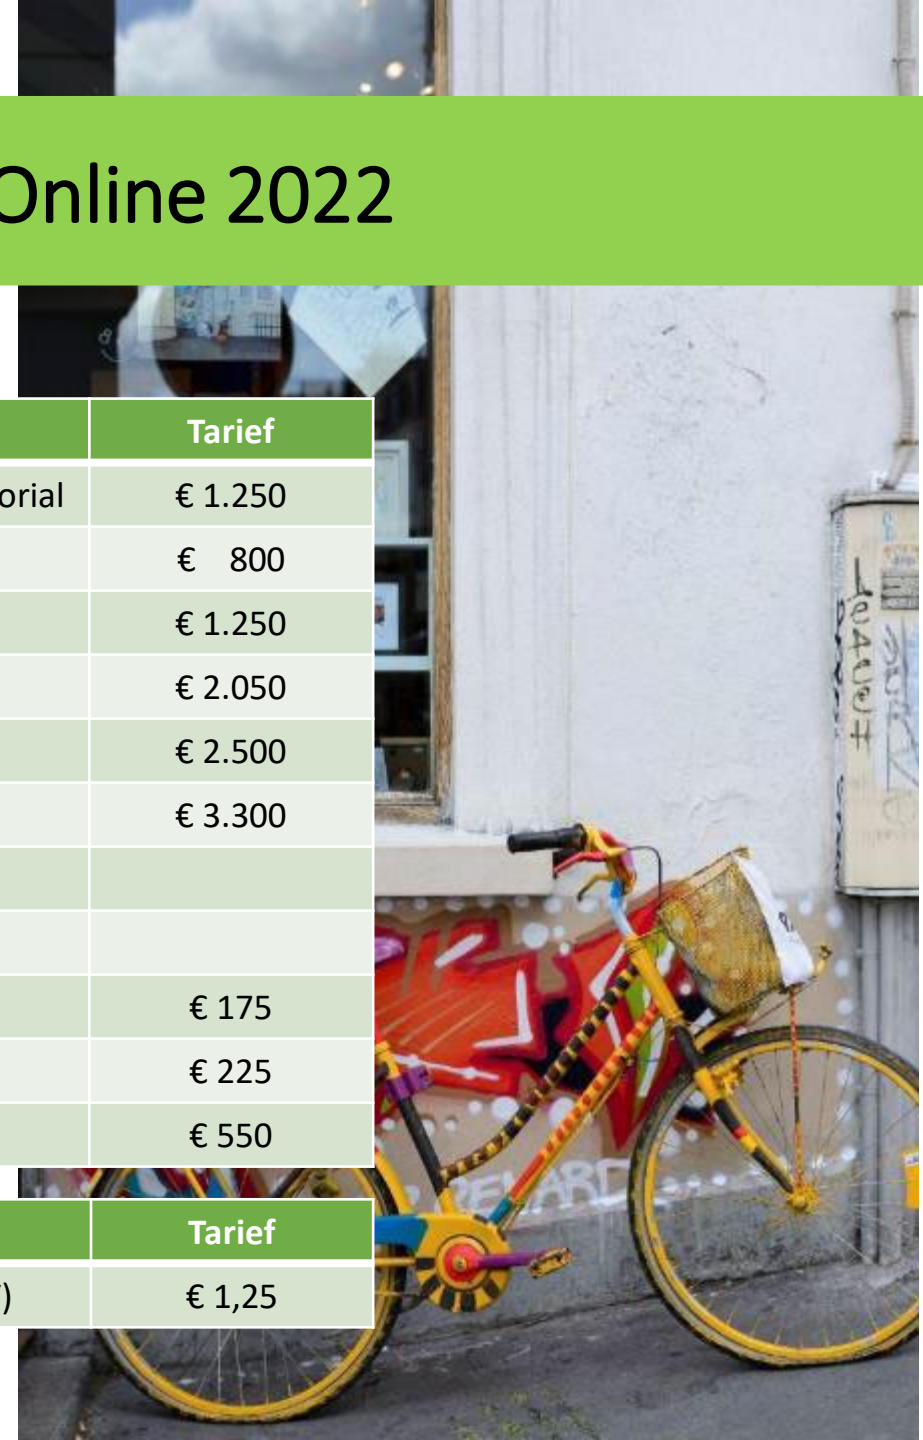 Online 2022
Tarief
orial € 1.250
€ 800
€ 1.250
€ 2.050
€ 2.500
€ 3.300
€ 175
€ 225
€ 550
Tarief
) € 1,25